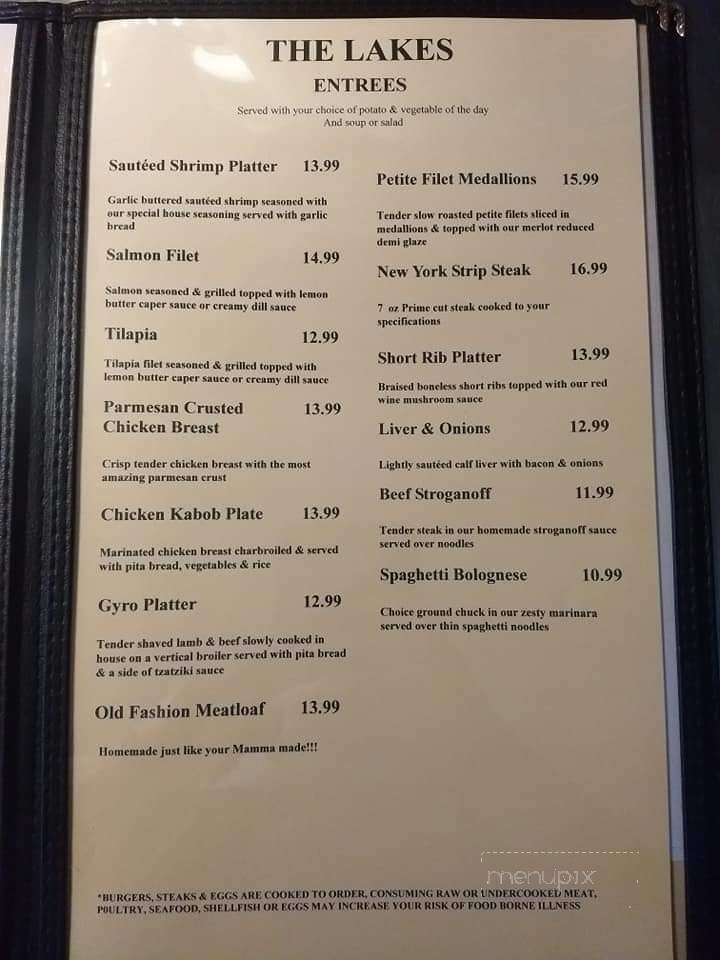 THE LAKES
ENTREES
Served with your choice of potato & vegetable of the day
And soup or salad
Sautéed Shrimp Platter 13.99
Garlic buttered sautéed shrimp seasoned with
our special house seasoning served with garlic
bread
Salmon Filet 14.99
Salmon seasoned & grilled topped with lemon
butter caper sauce or creamy dill sauce
Tilapia 12.99
Tilapia filet seasoned & grilled topped with
lemon butter caper sauce or creamy dill sauce
Parmesan Crusted 13.99
Chicken Breast
Crisp tender chicken breast with the most
amazing parmesan crust
Chicken Kabob Plate 13.99
Marinated chicken breast charbroiled & served
with pita bread, vegetables & rice
Gyro Platter 12.99
Tender shaved lamb & beef slowly cooked in
house on a vertical broiler served with pita bread
& a side of tzatziki sauce
Old Fashion Meatloaf 13.99
Homemade just like your Mamma made!!!
Petite Filet Medallions 15.99
Tender slow roasted petite filets sliced in
medallions & topped with our merlot reduced
demi glaze
New York Strip Steak 16.99
7 oz Prime cut steak cooked to your
specifications
Short Rib Platter 13.99
Braised boneless short ribs topped with our red
wine mushroom sauce
Liver & Onions 12.99
Lightly sautéed calf liver with bacon & onions
Beef Stroganoff 11.99
Tender steak in our homemade stroganoff sauce
served over noodles
Spaghetti Bolognese 10.99
Choice ground chuck in our zesty marinara
served over thin spaghetti noodles
menupix
*BURGERS, STEAKS & EGGS ARE COOKED TO ORDER, CONSUMING RAW OR UNDERCOOKED MEAT,
POULTRY, SEAFOOD, SHELLFISH OR EGGS MAY INCREASE YOUR RISK OF FOOD BORNE ILLNESS